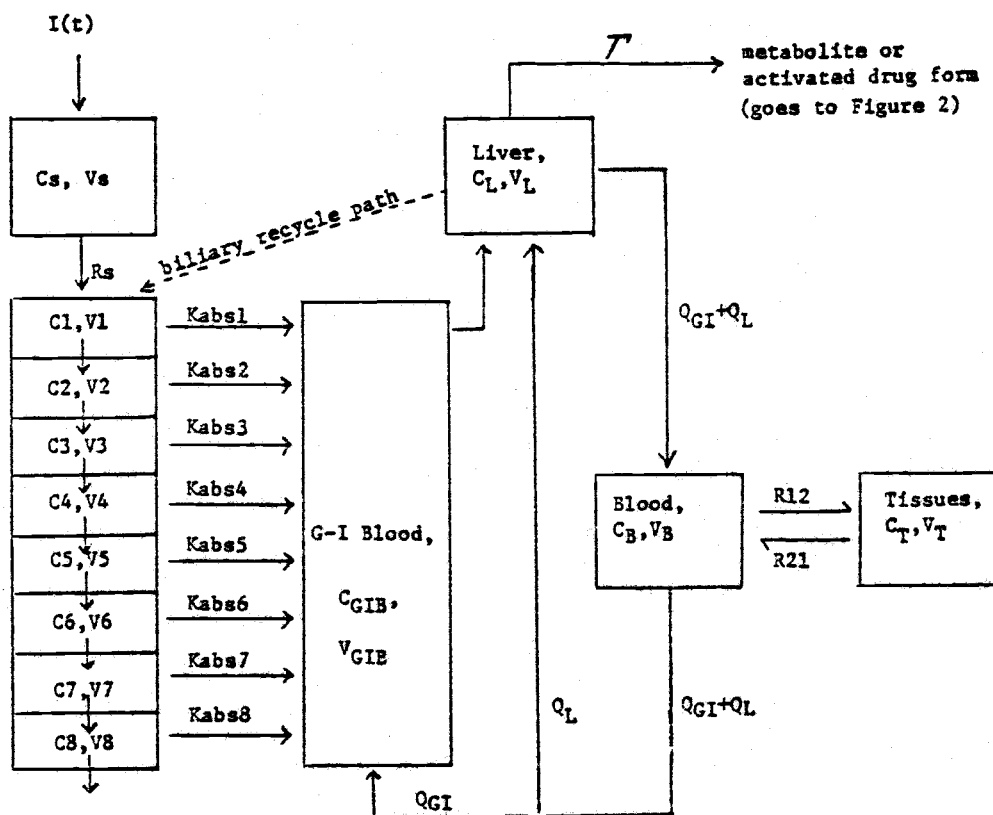 I(t)
T
metabolite or
activated drug form
(goes to Figure 2)
Cs, Vs
Liver,
C_L,V_L
biliary recycle path
Rs
C1,V1
C2,V2
C3,V3
C4,V4
C5,V5
C6,V6
C7,V7
C8,V8
Kabs1
Kabs2
Kabs3
Kabs4
Kabs5
Kabs6
Kabs7
Kabs8
G-I Blood,
C_GIB,
V_GIB
Q_GI+Q_L
Blood,
C_B,V_B
R12
R21
Tissues,
C_T,V_T
Q_L
Q_GI+Q_L
Q_GI